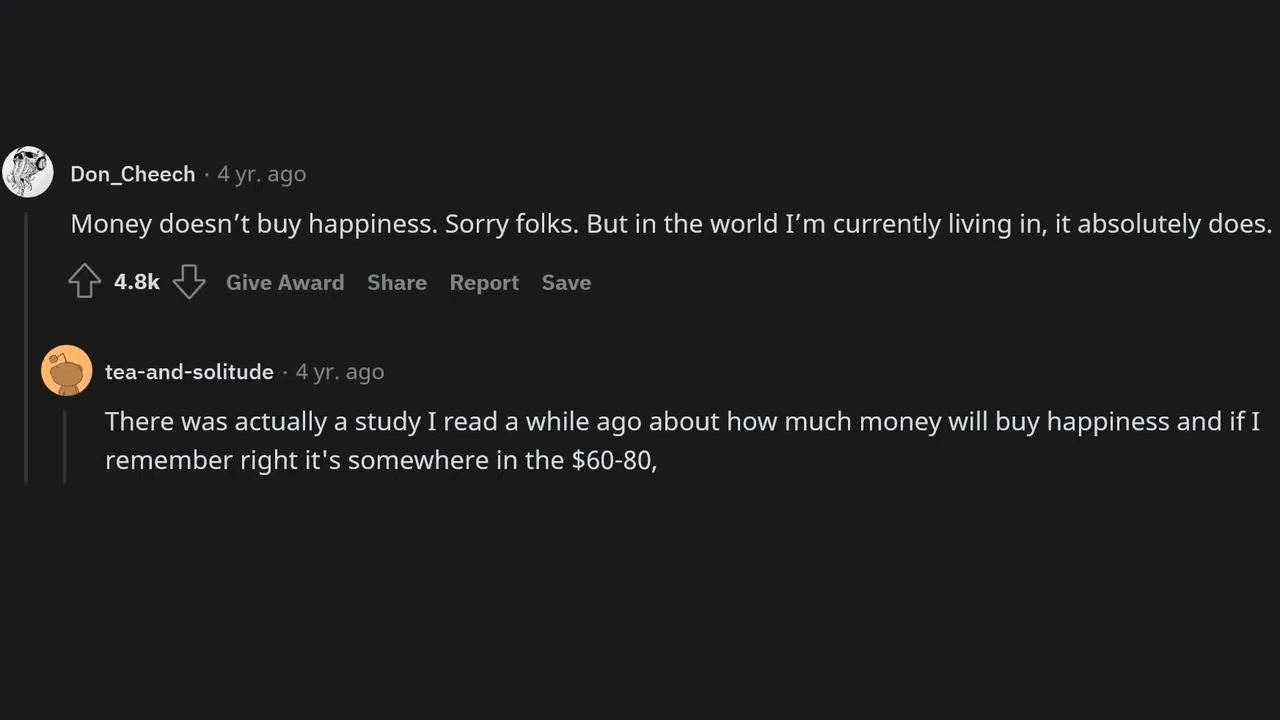 Don_Cheech · 4 yr. ago
Money doesn’t buy happiness. Sorry folks. But in the world I’m currently living in, it absolutely does.
4.8k Give Award Share Report Save
tea-and-solitude · 4 yr. ago
There was actually a study I read a while ago about how much money will buy happiness and if I
remember right it's somewhere in the $60-80,